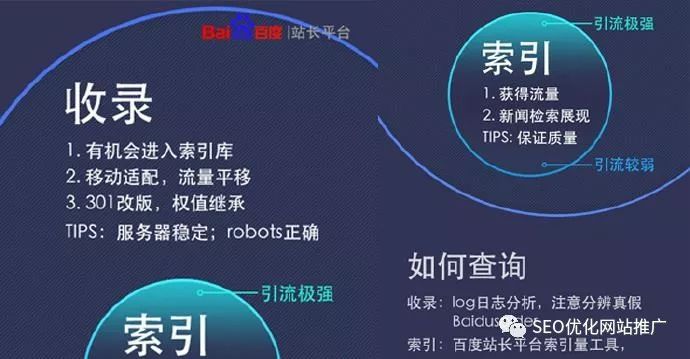 Bai百度 | 站长平台
收录
1. 有机会进入索引库
2. 移动适配，流量平移
3. 301改版，权值继承
TIPS：服务器稳定；robots正确
引流极强
索引
引流极强
索引
1. 获得流量
2. 新闻检索展现
TIPS: 保证质量
引流较弱
如何查询
收录：log日志分析，注意分辨真假
Baidu
索引：百度站长平台索引量工具，
SEO优化网站推广